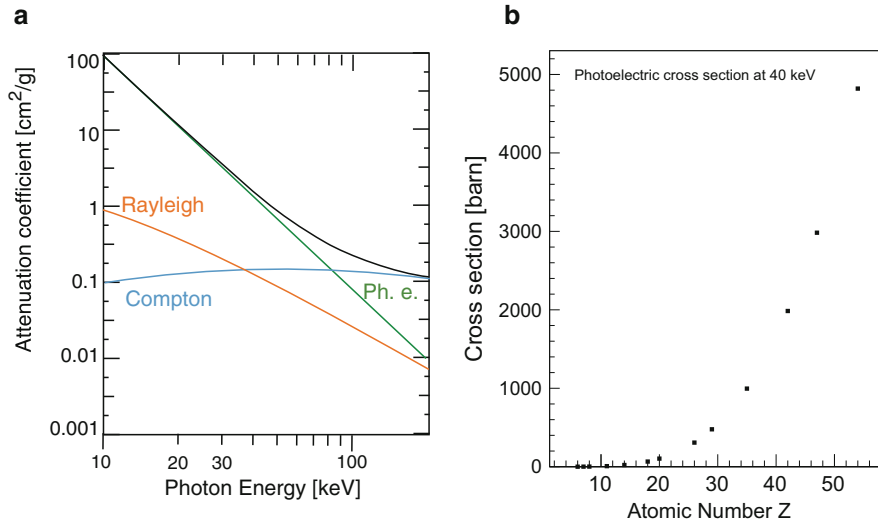 a
Attenuation coefficient [cm²/g]
100
10
1
0.1
0.01
0.001
Rayleigh
Compton
Ph. e.
10 20 30 100
Photon Energy [keV]
b
Photoelectric cross section at 40 keV
Cross section [barn]
5000
4000
3000
2000
1000
0
10 20 30 40 50
Atomic Number Z